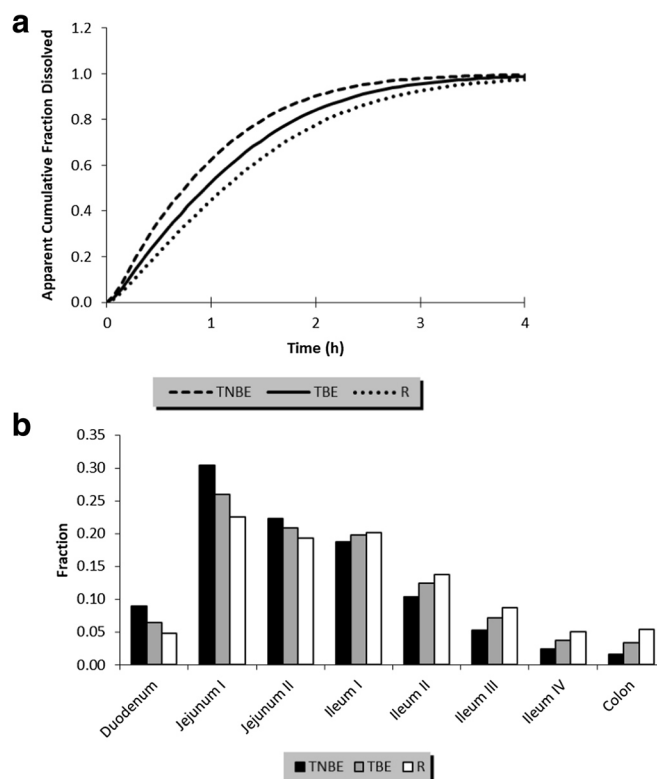 a
Apparent Cumulative Fraction Dissolved
1.2
1.0
0.8
0.6
0.4
0.2
0.0
0 1 2 3 4
Time (h)
TNBE TBE R
b
Fraction
0.35
0.30
0.25
0.20
0.15
0.10
0.05
0.00
Duodenum
Jejunum I
Jejunum II
Ileum I
Ileum II
Ileum III
Ileum IV
Colon
TNBE TBE R